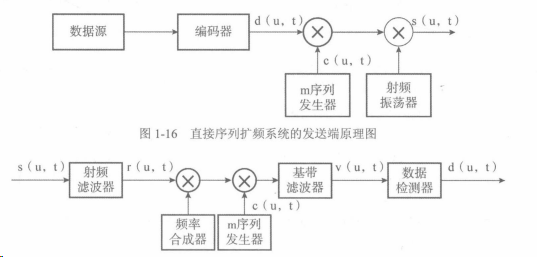 数据源
编码器
d（u，t）
s（u，t）
c（u，t）
m序列
发生器
射频
振荡器
图 1-16 直接序列扩频系统的发送端原理图
s（u，t）
射频
滤波器
r（u，t）
基带
滤波器
v（u，t）
数据
检测器
d（u，t）
c（u，t）
频率
合成器
m序列
发生器